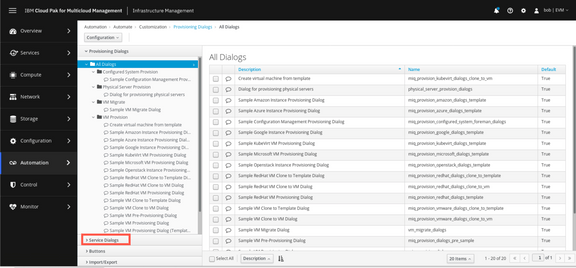 IBM Cloud Pak for Multicloud Management
Infrastructure Management
bob | EVM
Overview
Services
Compute
Network
Storage
Configuration
Automation
Control
Monitor
Automation > Automate > Customization > Provisioning Dialogs > All Dialogs
Configuration
Provisioning Dialogs
All Dialogs
Configured System Provision
Sample Configuration Management Prov...
Physical Server Provision
Dialog for provisioning physical servers
VM Migrate
Sample VM Migrate Dialog
VM Provision
Create virtual machine from template
Sample Amazon Instance Provisioning Di...
Sample Azure Instance Provisioning Dial...
Sample Google Instance Provisioning Di...
Sample KubeVirt VM Provisioning Dialog
Sample Microsoft VM Provisioning Dialog
Sample Openstack Instance Provisioning...
Sample RedHat VM Clone to Template Di...
Sample RedHat VM Clone to VM Dialog
Sample RedHat VM Provisioning Dialog
Sample VM Clone to Template Dialog
Sample VM Clone to VM Dialog
Sample VM Pre-Provisioning Dialog
Sample VM Provisioning Dialog
Sample VM Provisioning Dialog (Templat...
Service Dialogs
Buttons
Import/Export
All Dialogs
Description Name Default
Create virtual machine from template miq_provision_kubevirt_dialogs_clone_to_vm True
Dialog for provisioning physical servers physical_server_provision_dialogs True
Sample Amazon Instance Provisioning Dialog miq_provision_amazon_dialogs_template True
Sample Azure Instance Provisioning Dialog miq_provision_azure_dialogs_template True
Sample Configuration Management Provisioning Dialog miq_provision_configured_system_foreman_dialogs True
Sample Google Instance Provisioning Dialog miq_provision_google_dialogs_template True
Sample KubeVirt VM Provisioning Dialog miq_provision_kubevirt_dialogs_template True
Sample Microsoft VM Provisioning Dialog miq_provision_microsoft_dialogs_template True
Sample Openstack Instance Provisioning Dialog miq_provision_openstack_dialogs_template True
Sample RedHat VM Clone to Template Dialog miq_provision_redhat_dialogs_clone_to_template True
Sample RedHat VM Clone to VM Dialog miq_provision_redhat_dialogs_clone_to_vm True
Sample RedHat VM Provisioning Dialog miq_provision_redhat_dialogs_template True
Sample VM Clone to Template Dialog miq_provision_vmware_dialogs_clone_to_template True
Sample VM Clone to VM Dialog miq_provision_vmware_dialogs_clone_to_vm True
Sample VM Migrate Dialog vm_migrate_dialogs True
Sample VM Pre-Provisioning Dialog miq_provision_dialogs_pre_sample True
Select All Description 20 Items 1 - 20 of 20 1 of 1